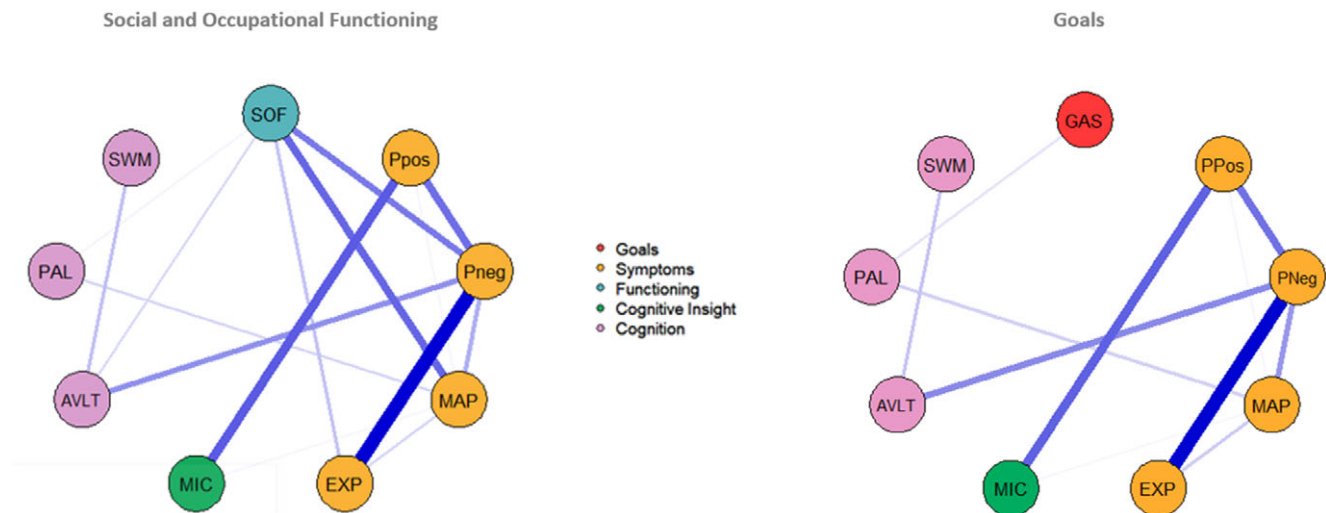 Social and Occupational Functioning
Goals
SOF
SWM
Ppos
PAL
Pneg
AVLT
MAP
MIC
EXP
Goals
Symptoms
Functioning
Cognitive Insight
Cognition
GAS
SWM
PPos
PAL
PNeg
AVLT
MAP
MIC
EXP